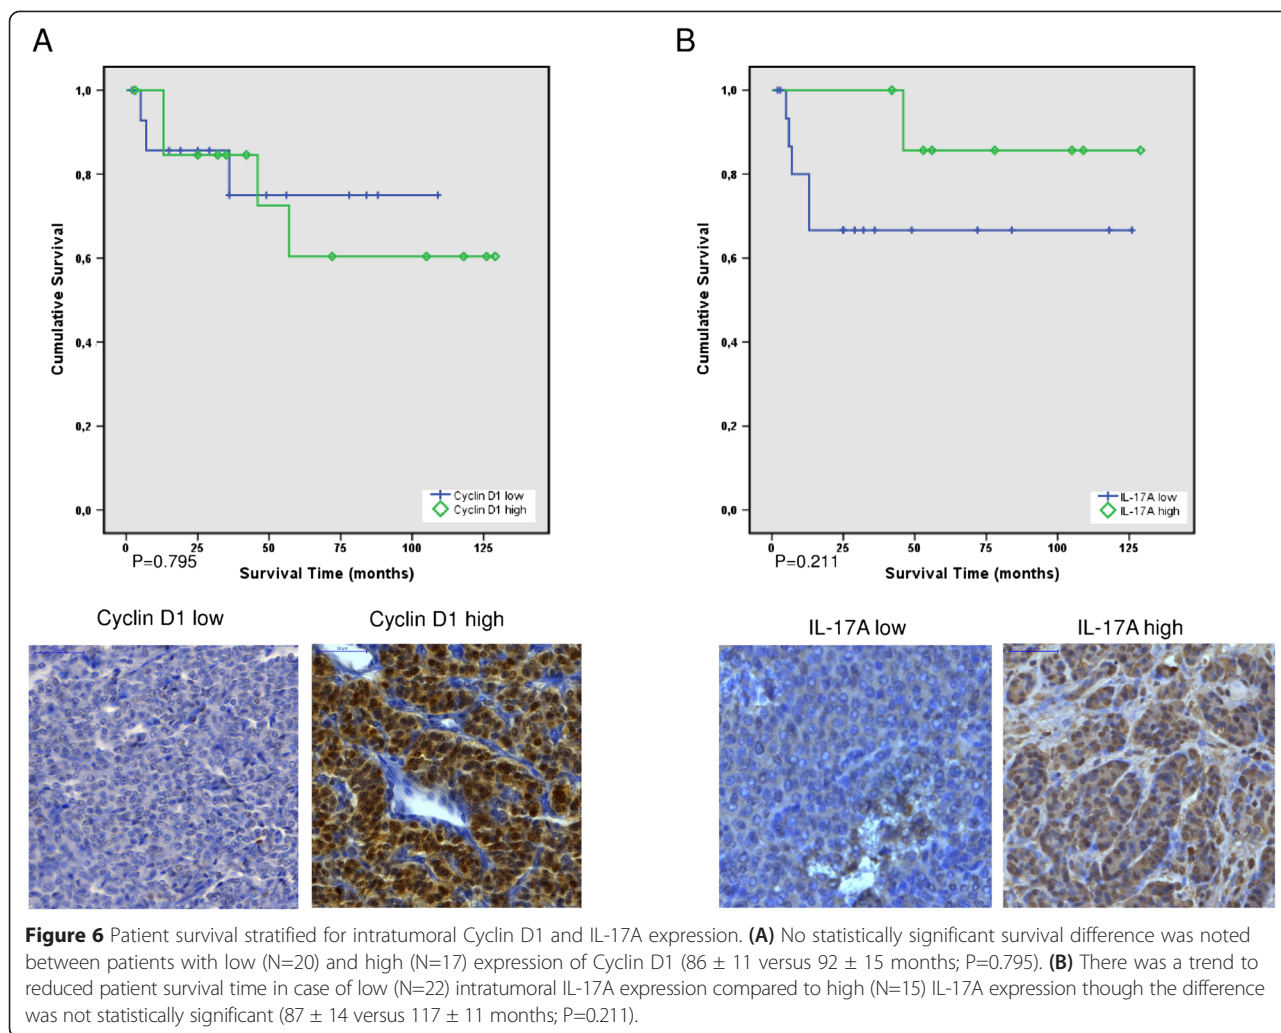 A
B
1,0
0,8
0,6
0,4
0,2
0,0
Cumulative Survival
Cyclin D1 low
Cyclin D1 high
0 25 50 75 100 125
P=0.795
Survival Time (months)
1,0
0,8
0,6
0,4
0,2
0,0
Cumulative Survival
IL-17A low
IL-17A high
0 25 50 75 100 125
P=0.211
Survival Time (months)
Cyclin D1 low
Cyclin D1 high
IL-17A low
IL-17A high
Figure 6 Patient survival stratified for intratumoral Cyclin D1 and IL-17A expression. (A) No statistically significant survival difference was noted
between patients with low (N=20) and high (N=17) expression of Cyclin D1 (86 ± 11 versus 92 ± 15 months; P=0.795). (B) There was a trend to
reduced patient survival time in case of low (N=22) intratumoral IL-17A expression compared to high (N=15) IL-17A expression though the difference
was not statistically significant (87 ± 14 versus 117 ± 11 months; P=0.211).